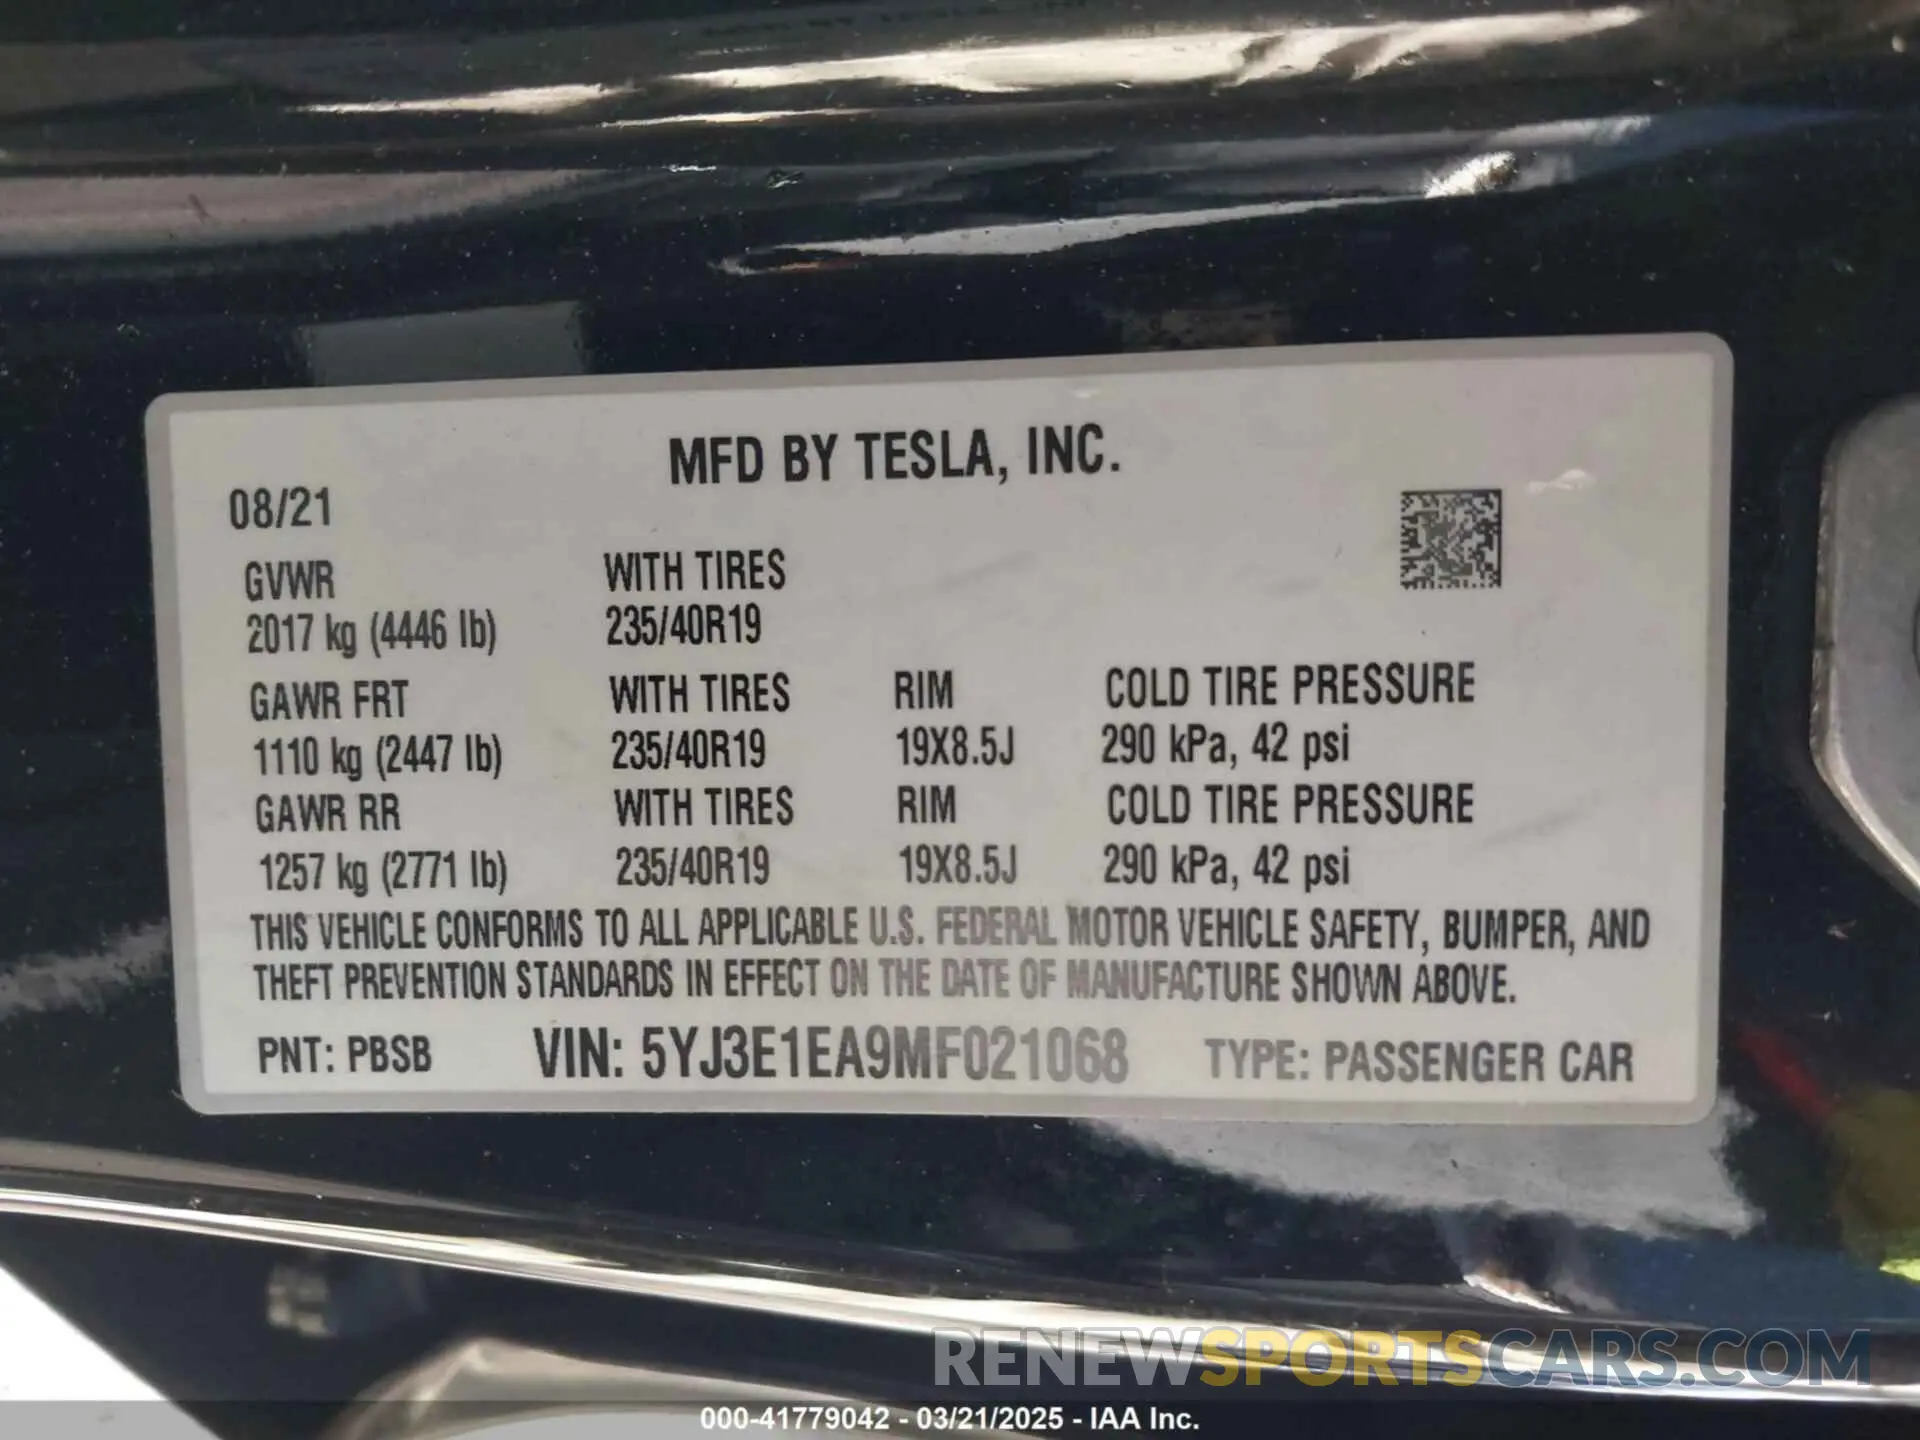 MFD BY TESLA, INC.
08/21
GVWR WITH TIRES
2017 kg (4446 lb) 235/40R19
GAWR FRT WITH TIRES RIM COLD TIRE PRESSURE
1110 kg (2447 lb) 235/40R19 19X8.5J 290 kPa, 42 psi
GAWR RR WITH TIRES RIM COLD TIRE PRESSURE
1257 kg (2771 lb) 235/40R19 19X8.5J 290 kPa, 42 psi
THIS VEHICLE CONFORMS TO ALL APPLICABLE U.S. FEDERAL MOTOR VEHICLE SAFETY, BUMPER, AND
THEFT PREVENTION STANDARDS IN EFFECT ON THE DATE OF MANUFACTURE SHOWN ABOVE.
PNT: PBSB VIN: 5YJ3E1EA9MF021068 TYPE: PASSENGER CAR
RENEWSPORTSCARS.COM
000-41779042 - 03/21/2025 - IAA Inc.